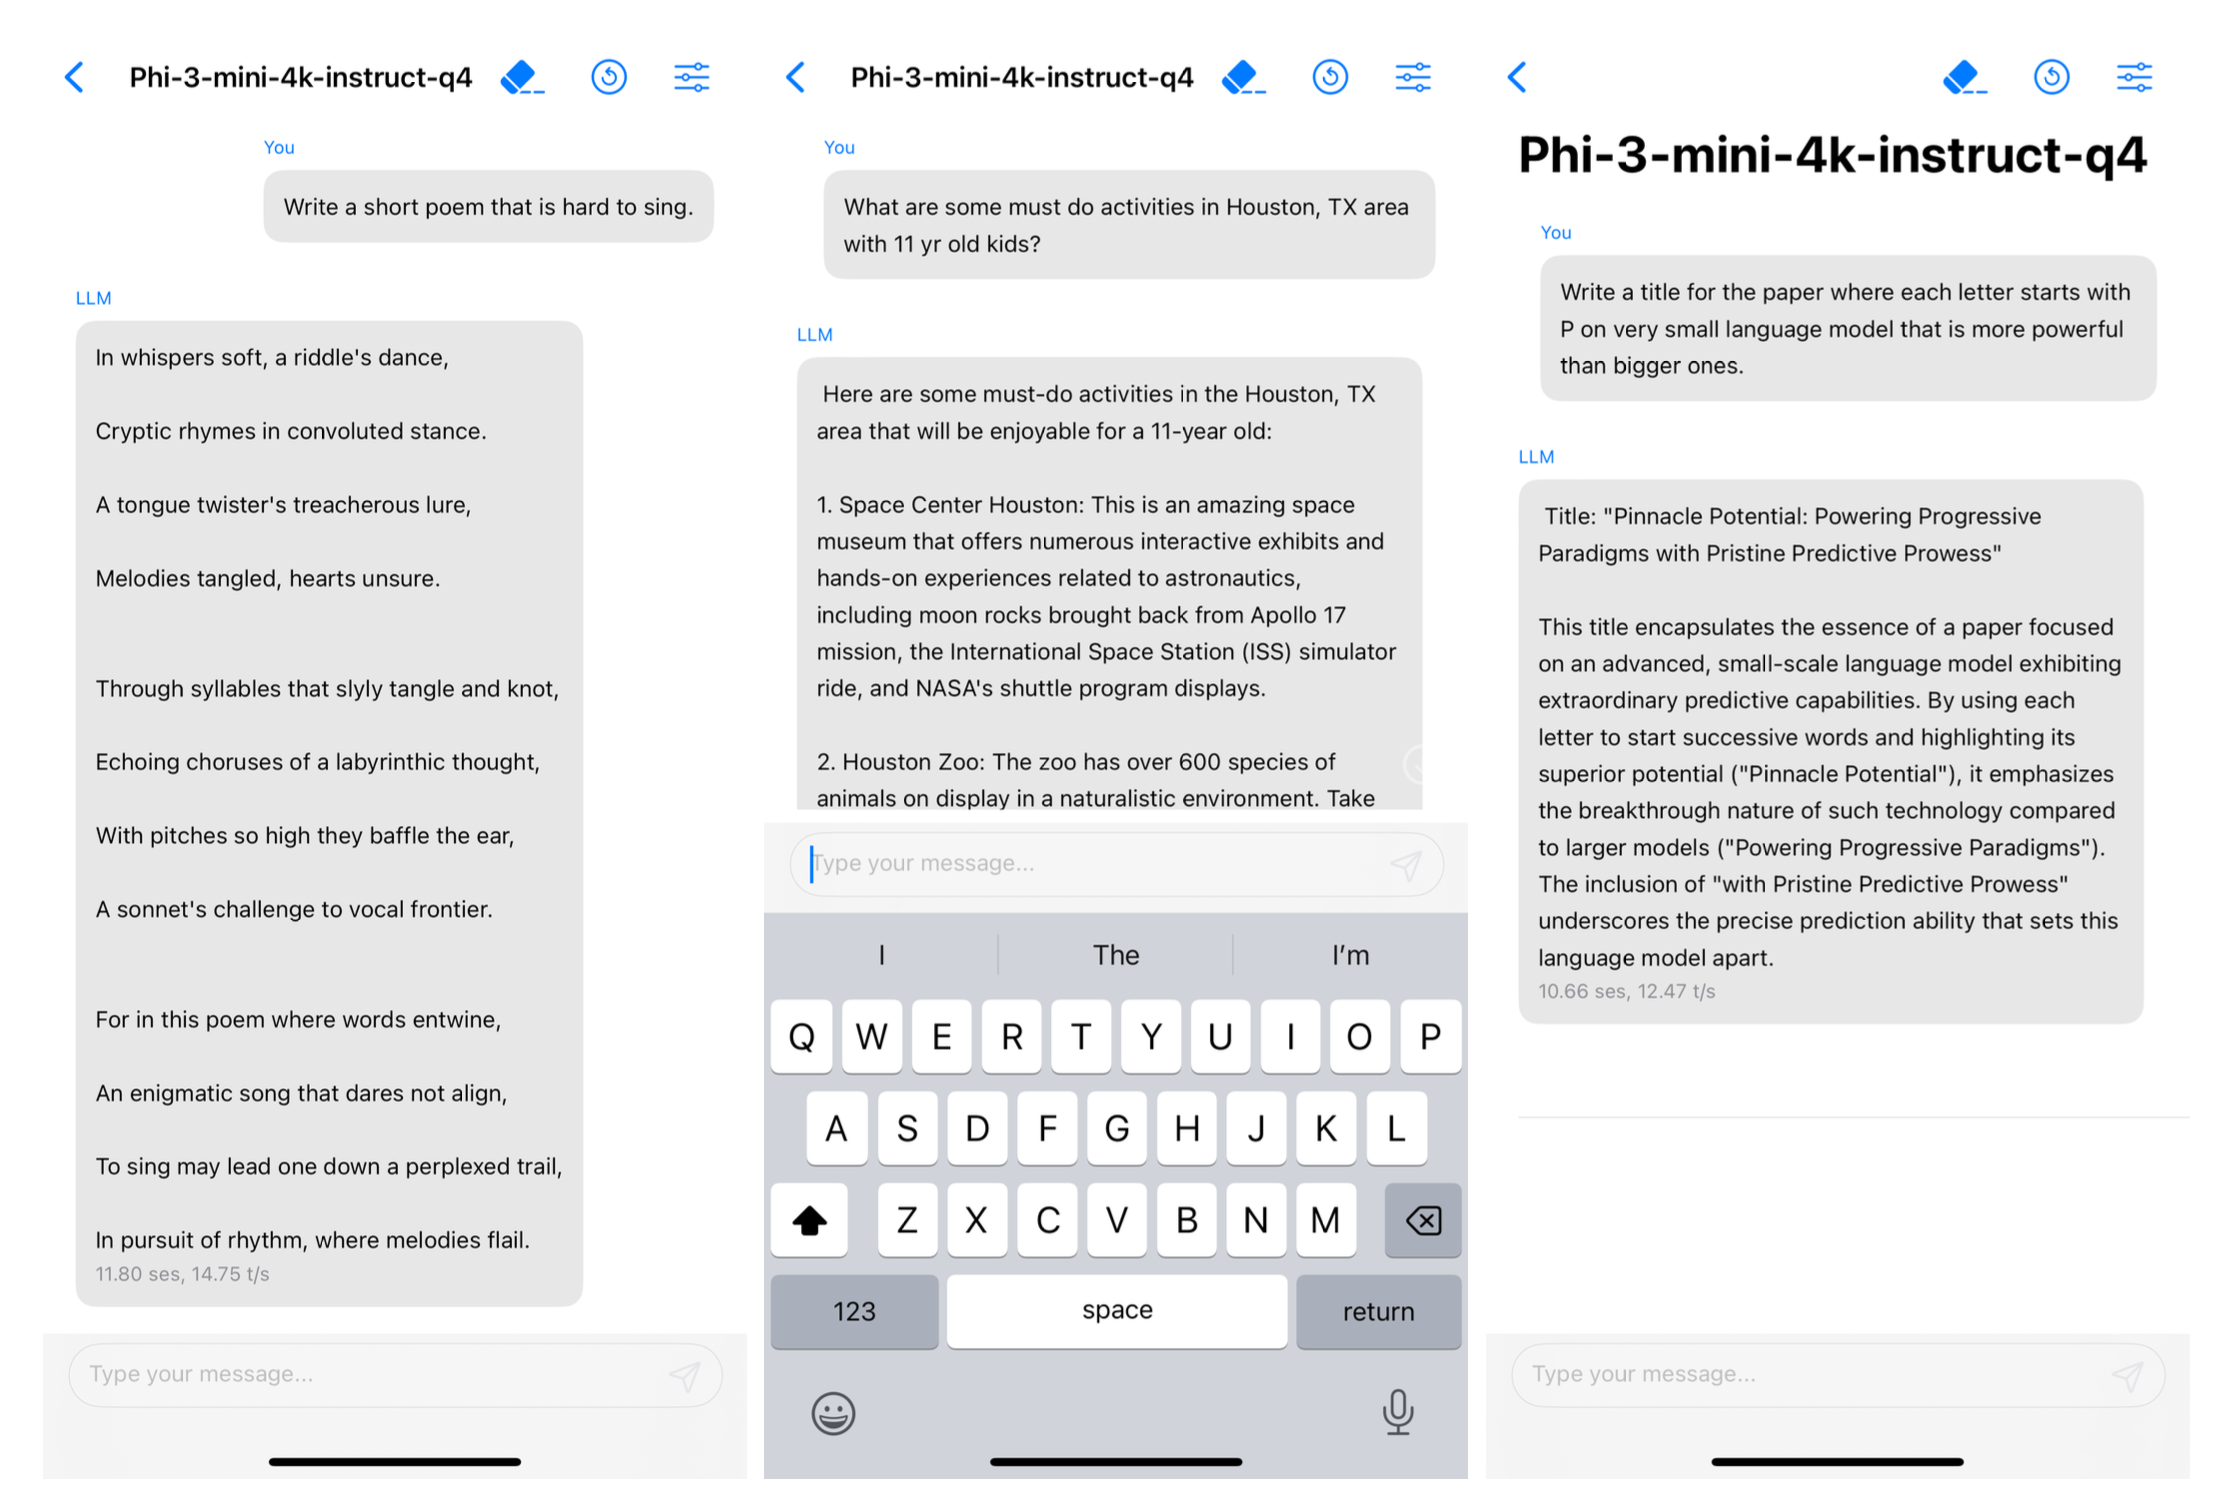 Phi-3-mini-4k-instruct-q4
You
Write a short poem that is hard to sing.
LLM
In whispers soft, a riddle's dance,
Cryptic rhymes in convoluted stance.
A tongue twister's treacherous lure,
Melodies tangled, hearts unsure.
Through syllables that slyly tangle and knot,
Echoing choruses of a labyrinthic thought,
With pitches so high they baffle the ear,
A sonnet's challenge to vocal frontier.
For in this poem where words entwine,
An enigmatic song that dares not align,
To sing may lead one down a perplexed trail,
In pursuit of rhythm, where melodies flail.
11.80 ses, 14.75 t/s
Type your message...
Phi-3-mini-4k-instruct-q4
You
What are some must do activities in Houston, TX area
with 11 yr old kids?
LLM
Here are some must-do activities in the Houston, TX
area that will be enjoyable for a 11-year old:
1. Space Center Houston: This is an amazing space
museum that offers numerous interactive exhibits and
hands-on experiences related to astronautics,
including moon rocks brought back from Apollo 17
mission, the International Space Station (ISS) simulator
ride, and NASA's shuttle program displays.
2. Houston Zoo: The zoo has over 600 species of
animals on display in a naturalistic environment. Take
Type your message...
I The I'm
Q W E R T Y U I O P
A S D F G H J K L
Z X C V B N M
123 space return
Phi-3-mini-4k-instruct-q4
You
Write a title for the paper where each letter starts with
P on very small language model that is more powerful
than bigger ones.
LLM
Title: "Pinnacle Potential: Powering Progressive
Paradigms with Pristine Predictive Prowess"
This title encapsulates the essence of a paper focused
on an advanced, small-scale language model exhibiting
extraordinary predictive capabilities. By using each
letter to start successive words and highlighting its
superior potential ("Pinnacle Potential"), it emphasizes
the breakthrough nature of such technology compared
to larger models ("Powering Progressive Paradigms").
The inclusion of "with Pristine Predictive Prowess"
underscores the precise prediction ability that sets this
language model apart.
10.66 ses, 12.47 t/s
Type your message...